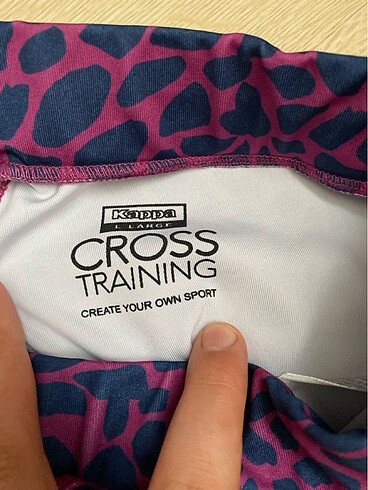 Kappa
L LARGE
CROSS
TRAINING
CREATE YOUR OWN SPORT